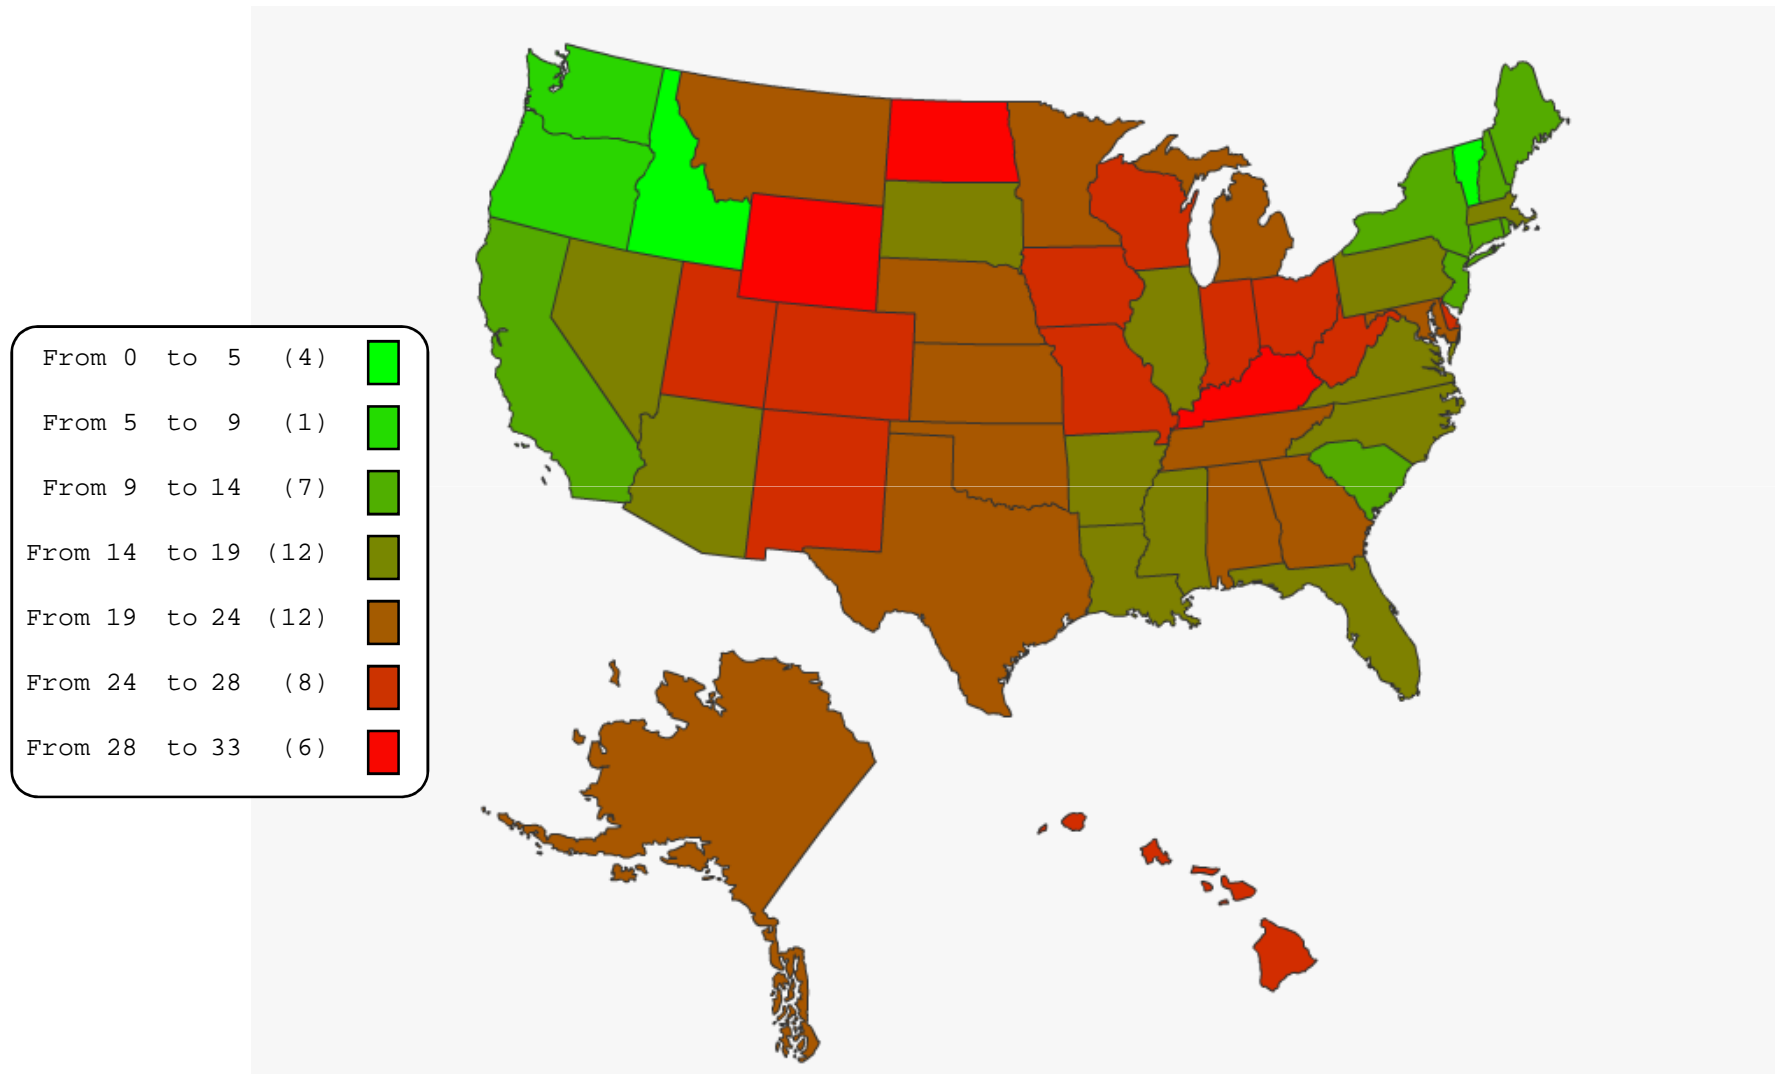 From 0 to 5 (4)
From 5 to 9 (1)
From 9 to 14 (7)
From 14 to 19 (12)
From 19 to 24 (12)
From 24 to 28 (8)
From 28 to 33 (6)